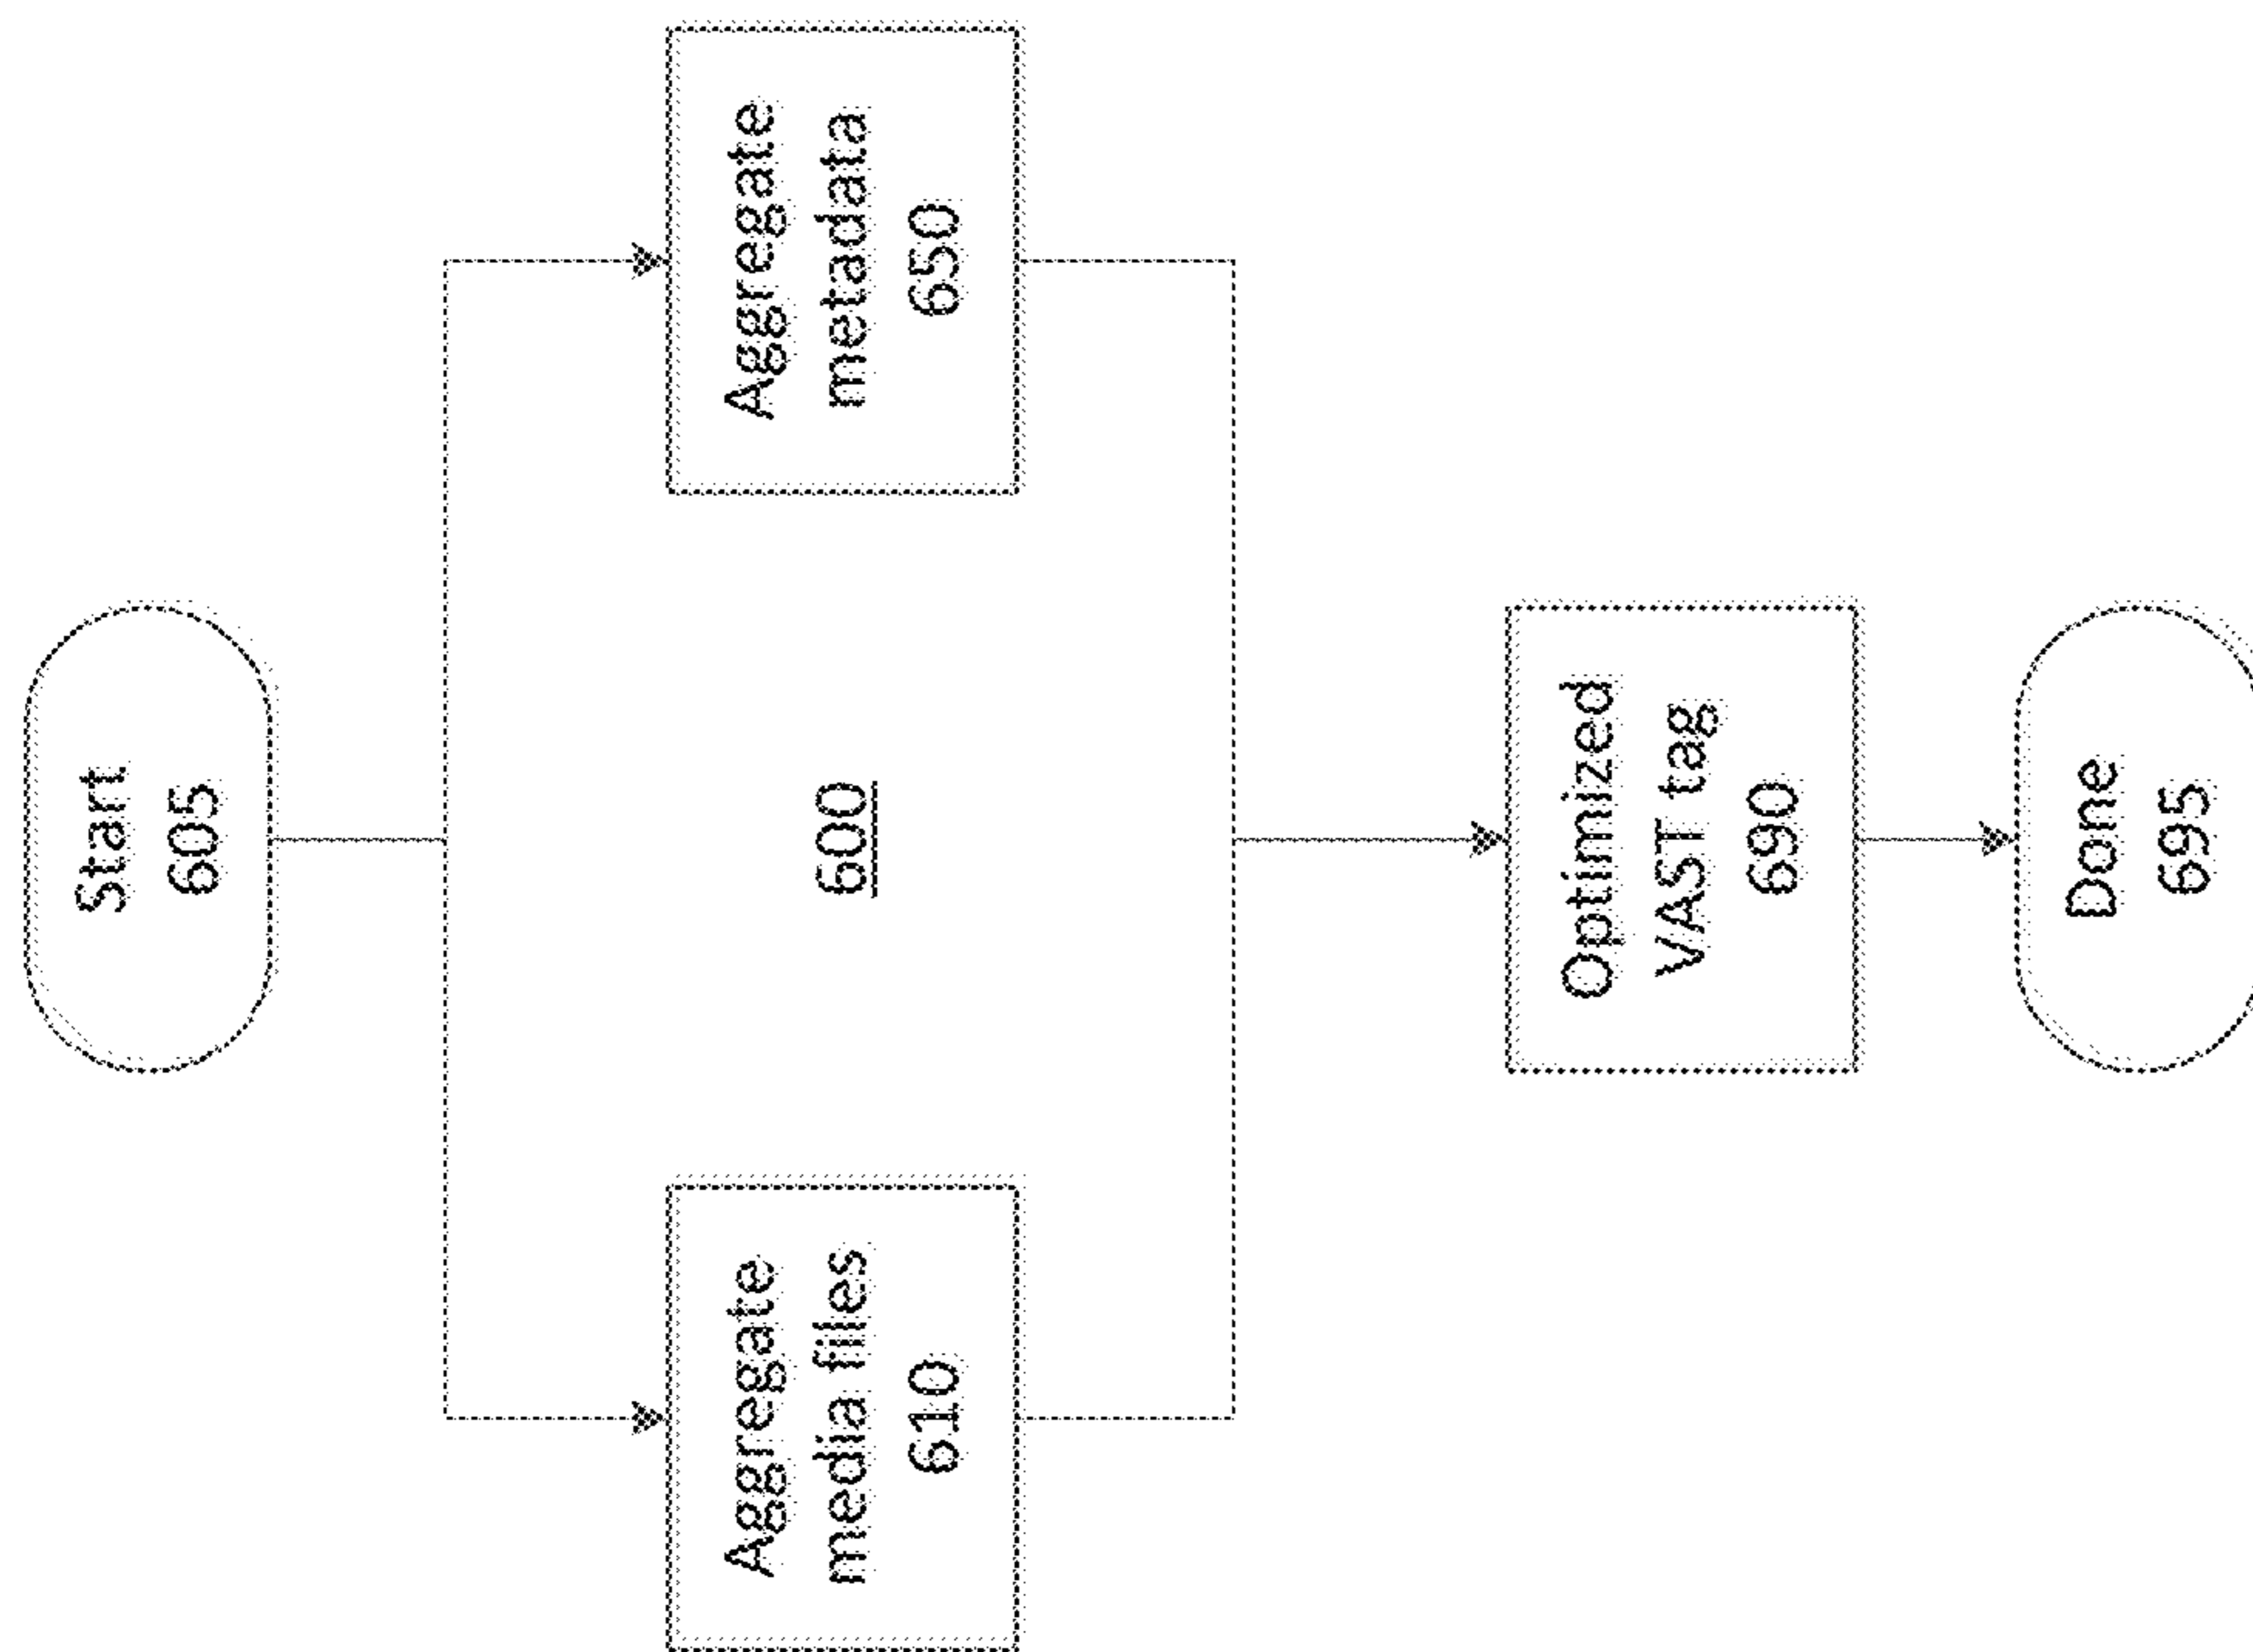 Start
605
Aggregate
media files
610
600
Aggregate
metadata
650
Optimized
VAST tag
690
Done
695